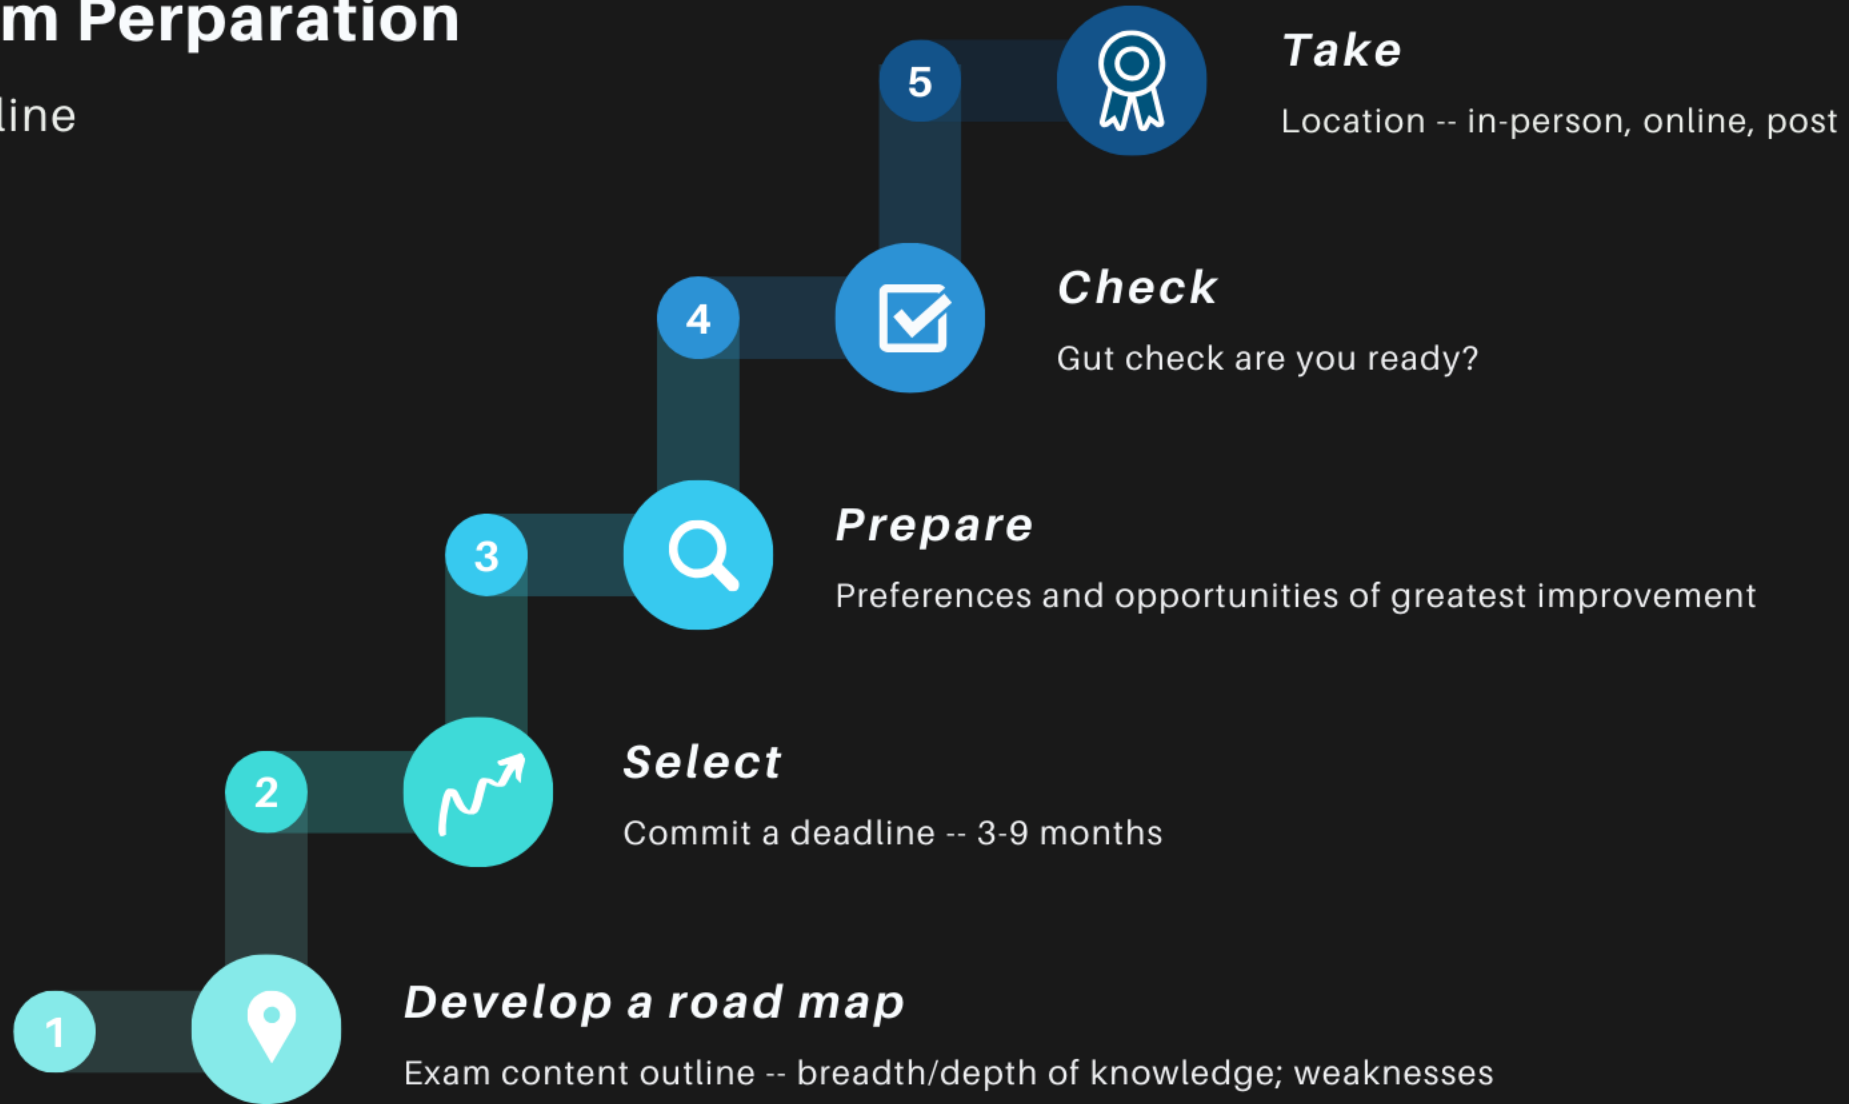 m Perparation
line
5
Take
Location -- in-person, online, post
4
Check
Gut check are you ready?
3
Prepare
Preferences and opportunities of greatest improvement
2
Select
Commit a deadline -- 3-9 months
1
Develop a road map
Exam content outline -- breadth/depth of knowledge; weaknesses